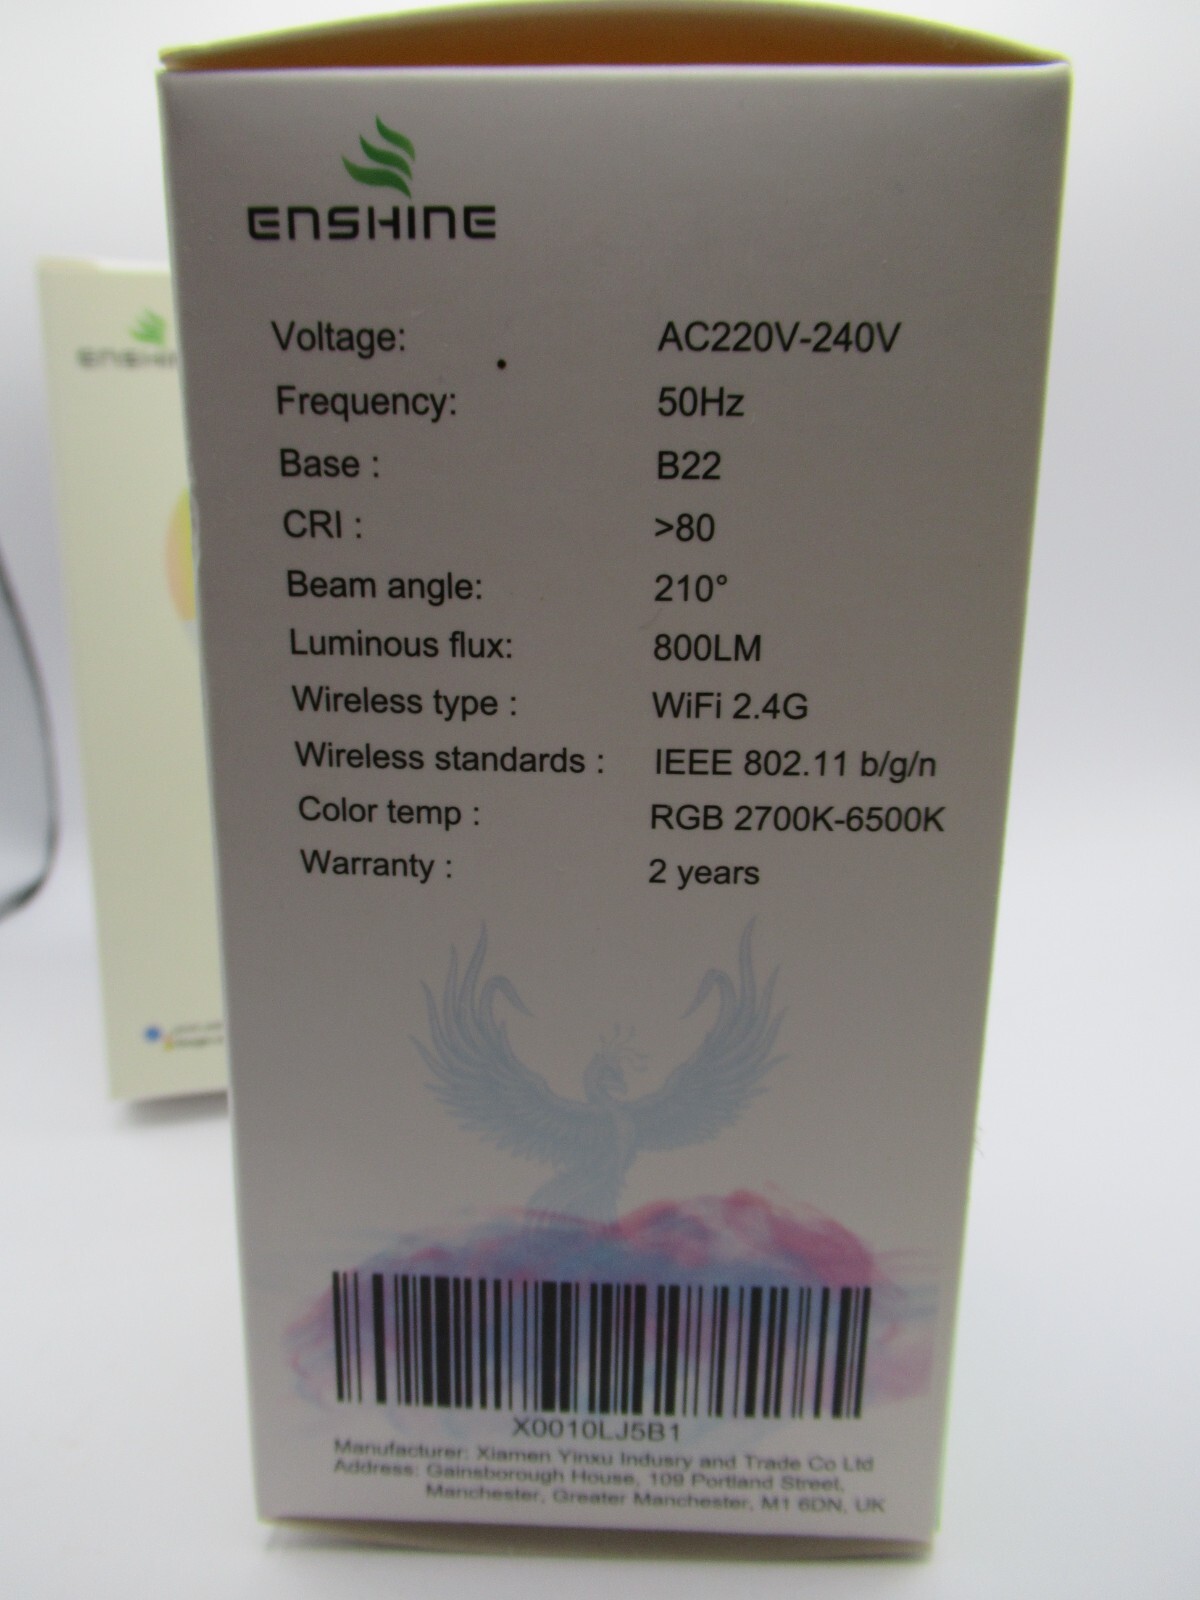 ENSHINE
Voltage: AC220V-240V
Frequency: 50Hz
Base : B22
CRI : >80
Beam angle: 210°
Luminous flux: 800LM
Wireless type : WiFi 2.4G
Wireless standards : IEEE 802.11 b/g/n
Color temp : RGB 2700K-6500K
Warranty : 2 years
X0010LJ5B1
Manufacturer: Xiamen Yinxu Indusry and Trade Co Ltd
Address: Gainsborough House, 109 Portland Street,
Manchester, Greater Manchester, M1 6DN, UK